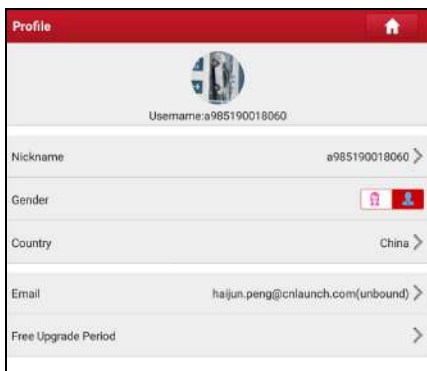 Profile
Username:a985190018060
Nickname a985190018060
Gender
Country China
Email haijun.peng@cnlaunch.com(unbound)
Free Upgrade Period